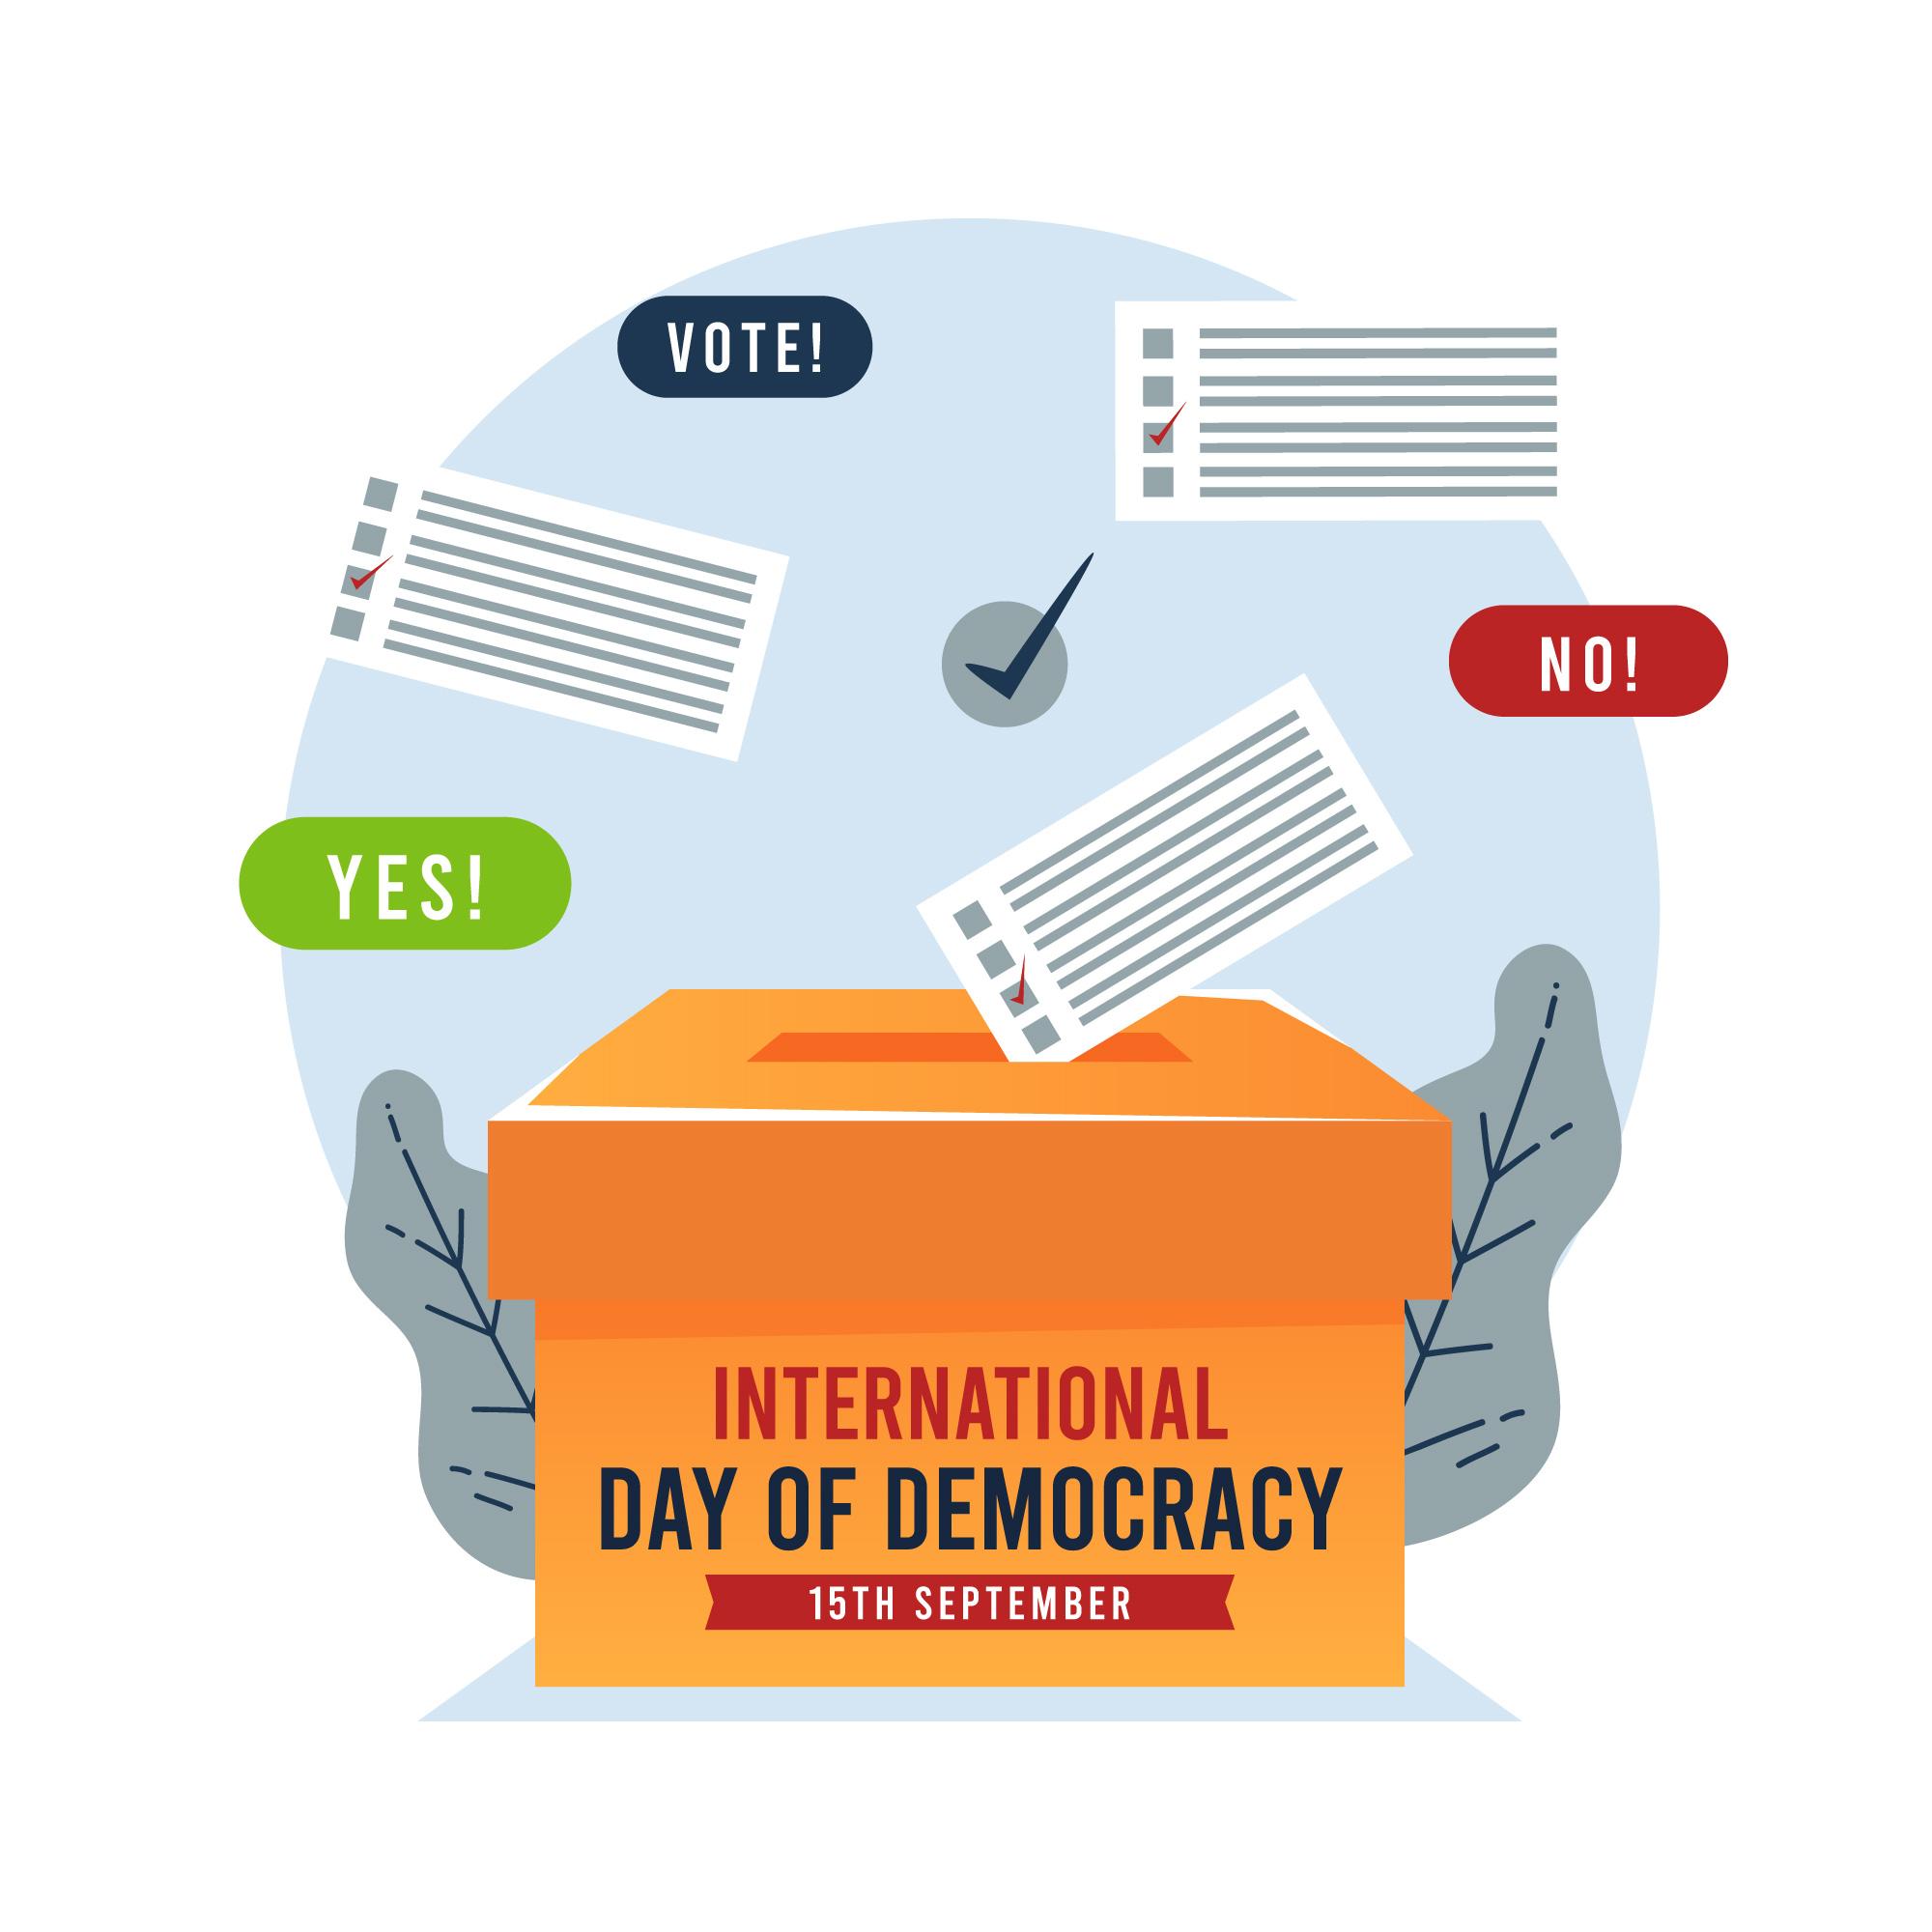 VOTE!
NO!
YES!
INTERNATIONAL
DAY OF DEMOCRACY
15TH SEPTEMBER